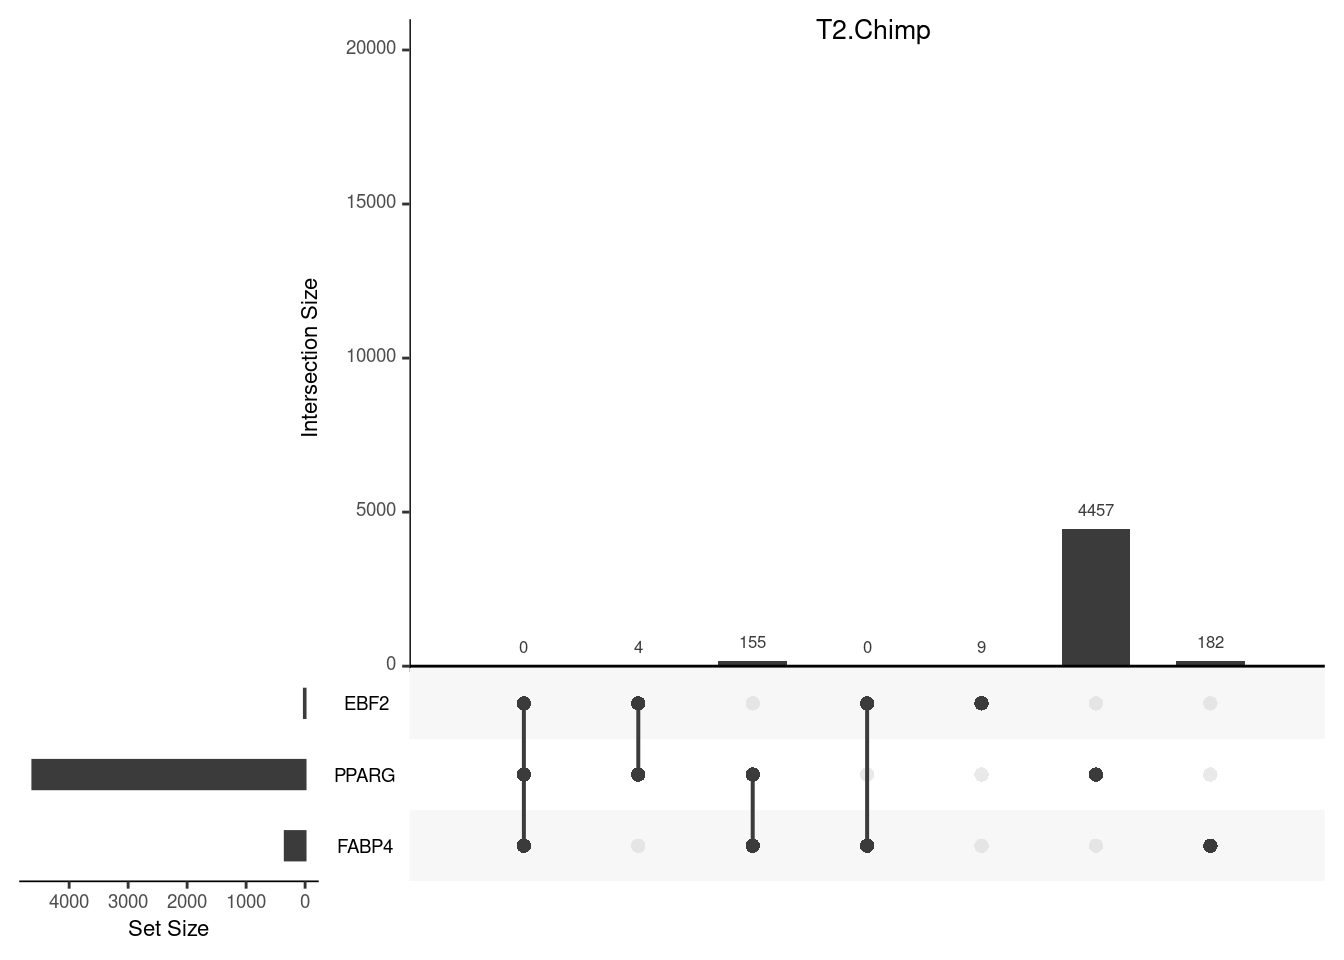 T2.Chimp
20000
15000
10000
5000
0
Intersection Size
0 4 155 0 9 4457 182
EBF2
PPARG
FABP4
4000 3000 2000 1000 0
Set Size